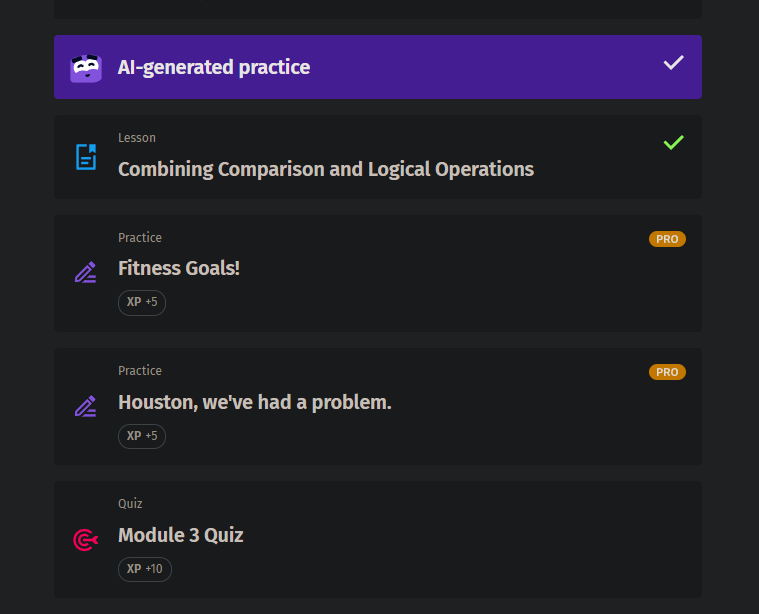 AI-generated practice
Lesson
Combining Comparison and Logical Operations
Practice
PRO
Fitness Goals!
XP +5
Practice
PRO
Houston, we've had a problem.
XP +5
Quiz
Module 3 Quiz
XP +10